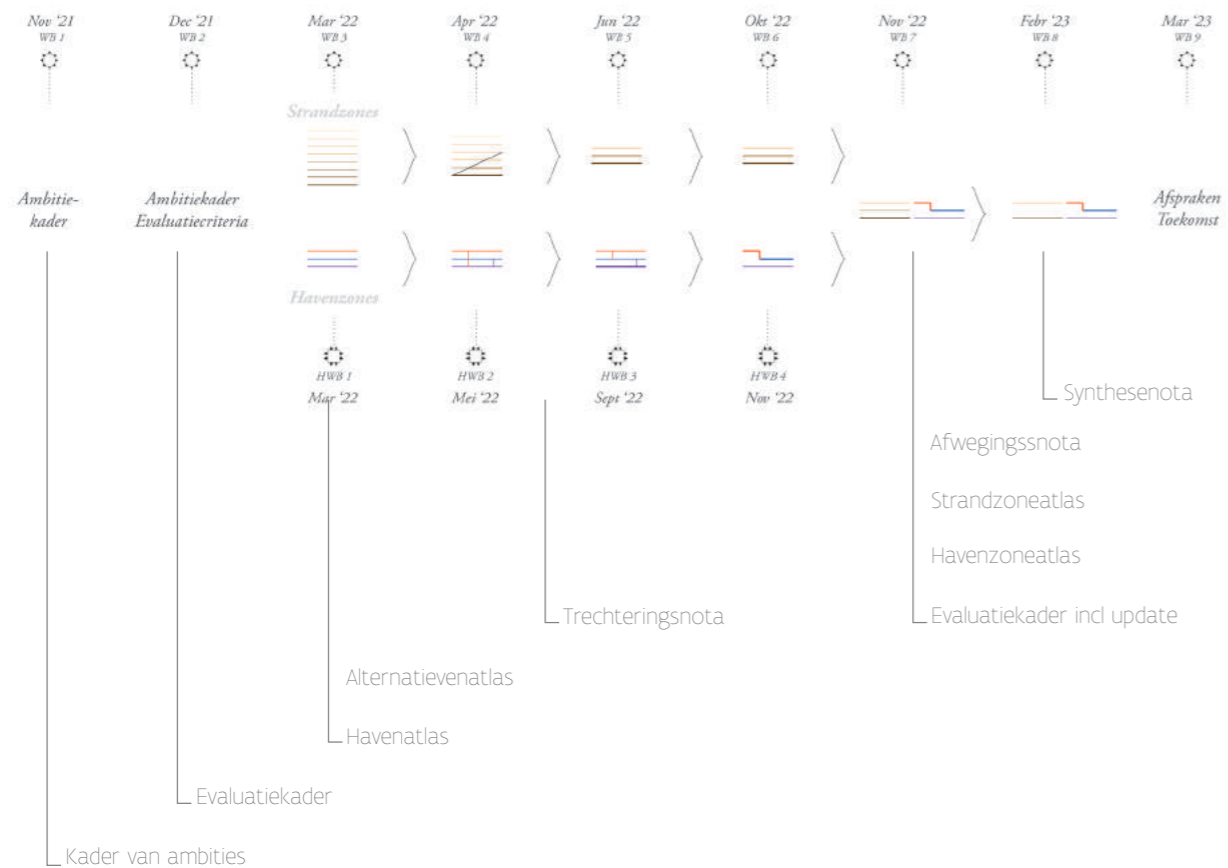 Nov ‘21
WB 1
Dec ‘21
WB 2
Mar ‘22
WB 3
Apr ‘22
WB 4
Jun ‘22
WB 5
Okt ‘22
WB 6
Nov ‘22
WB 7
Febr ‘23
WB 8
Mar ‘23
WB 9
Strandzones
Ambitie-
kader
Ambitiekader
Evaluatiecriteria
Afspraken
Toekomst
Havenzones
HWB 1
Mar ‘22
HWB 2
Mei ‘22
HWB 3
Sept ‘22
HWB 4
Nov ‘22
Synthesenota
Afwegingssnota
Strandzoneatlas
Havenzoneatlas
Evaluatiekader incl update
Trechteringsnota
Alternatievenatlas
Havenatlas
Evaluatiekader
Kader van ambities